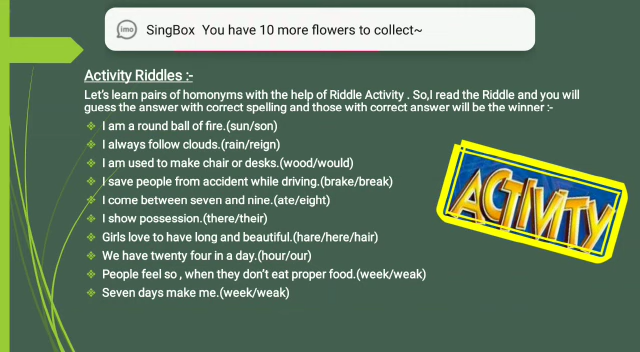 imo
SingBox You have 10 more flowers to collect~
Activity Riddles :-
Let's learn pairs of homonyms with the help of Riddle Activity . So,I read the Riddle and you will
guess the answer with correct spelling and those with correct answer will be the winner :-
I am a round ball of fire.(sun/son)
I always follow clouds.(rain/reign)
I am used to make chair or desks.(wood/would)
I save people from accident while driving.(brake/break)
I come between seven and nine.(ate/eight)
I show possession.(there/their)
Girls love to have long and beautiful.(hare/here/hair)
We have twenty four in a day.(hour/our)
People feel so , when they don't eat proper food.(week/weak)
Seven days make me.(week/weak)
ACTIVITY